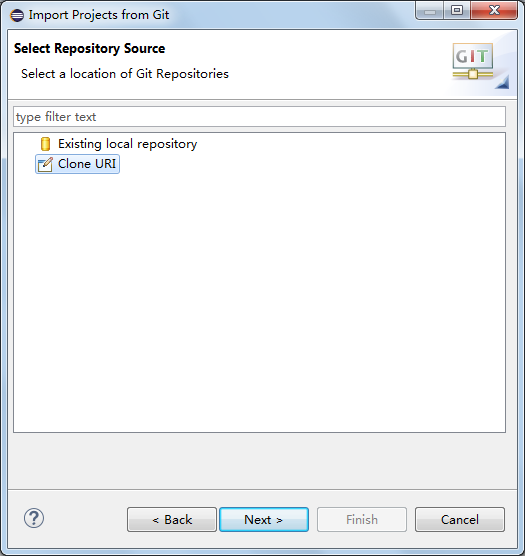 Import Projects from Git
Select Repository Source
Select a location of Git Repositories
GIT
type filter text
Existing local repository
Clone URI
?
< Back
Next >
Finish
Cancel